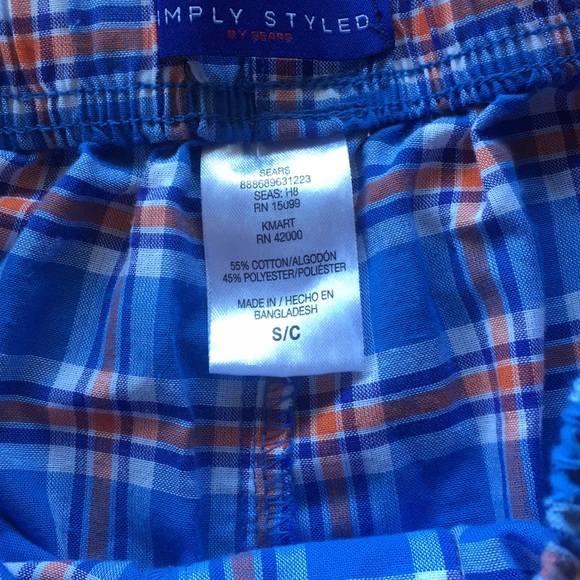 IMPLY STYLED
BY SEARS
SEARS
888689631223
SEAS: H8
RN 15099
KMART
RN 42000
55% COTTON/ALGODÓN
45% POLYESTER/POLIÉSTER
MADE IN / HECHO EN
BANGLADESH
S/C